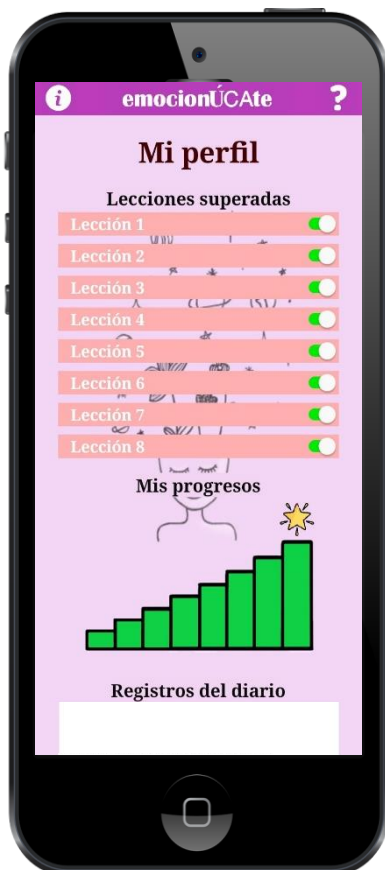 i emocionÚCAte ?
Mi perfil
Lecciones superadas
Lección 1
Lección 2
Lección 3
Lección 4
Lección 5
Lección 6
Lección 7
Lección 8
Mis progresos
Registros del diario